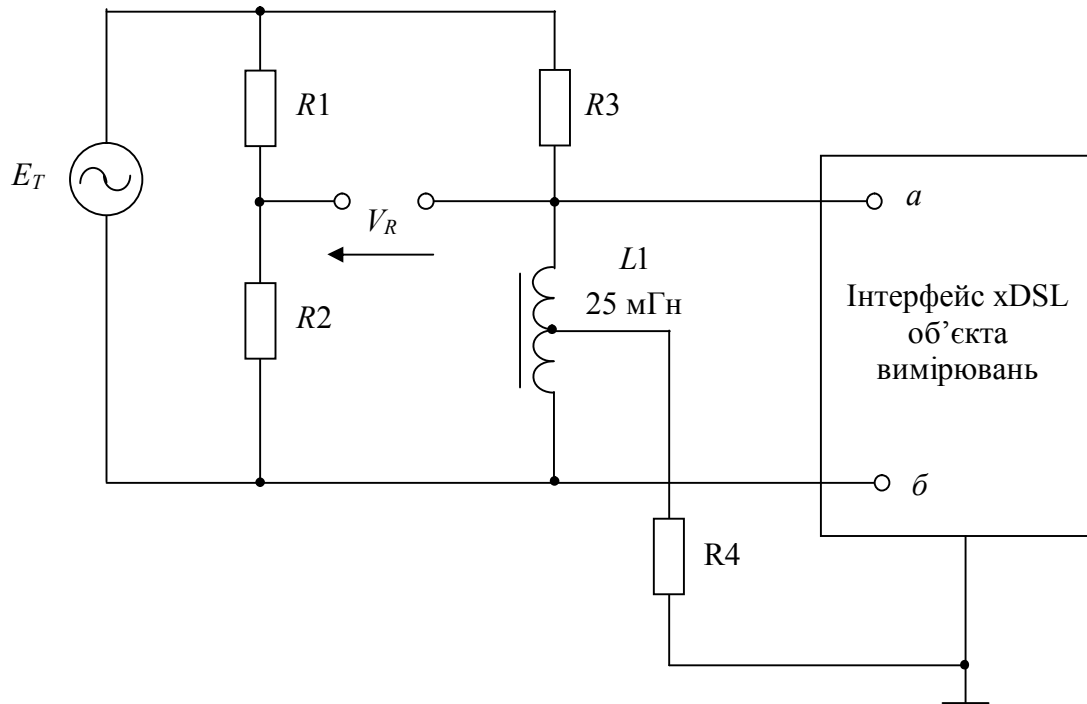 R1
R3
E_T
V_R
a
L1
25 мГн
R2
Інтерфейс xDSL
об’єкта
вимірювань
б
R4